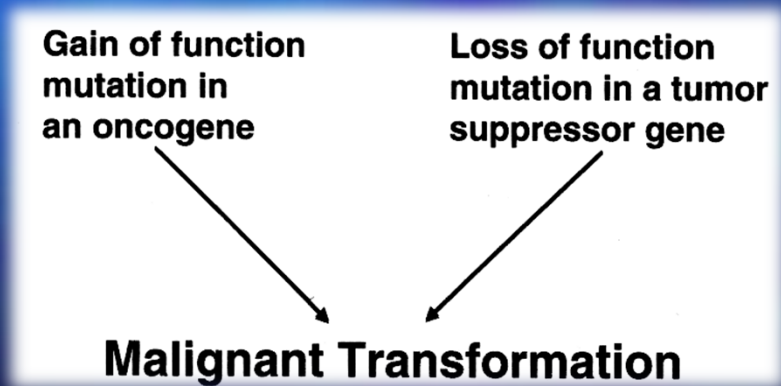 Gain of function
mutation in
an oncogene
Loss of function
mutation in a tumor
suppressor gene
Malignant Transformation